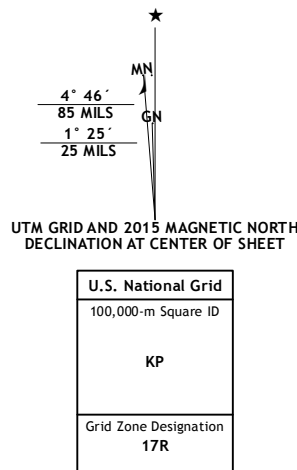 ★
MN
4° 46´
85 MILS
GN
1° 25´
25 MILS
UTM GRID AND 2015 MAGNETIC NORTH
DECLINATION AT CENTER OF SHEET
U.S. National Grid
100,000-m Square ID
KP
Grid Zone Designation
17R